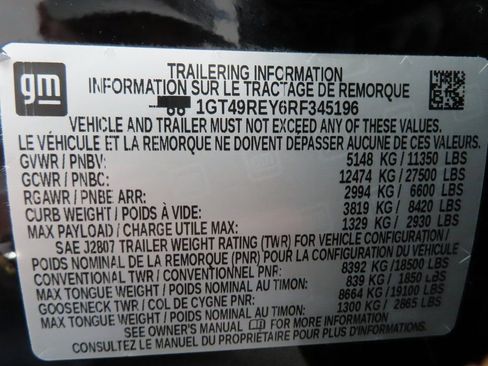 gm
TRAILERING INFORMATION
INFORMATION SUR LE TRACTAGE DE REMORQUE
1GT49REY6RF345196
VEHICLE AND TRAILER MUST NOT EXCEED ANY OF THESE VALUES
LE VÉHICULE ET LA REMORQUE NE DOIVENT DÉPASSER AUCUNE DE CES VALEURS
GVWR / PNBV: 5148 KG / 11350 LBS
GCWR / PNBC: 12474 KG / 27500 LBS
RGAWR / PNBE ARR: 2994 KG / 6600 LBS
CURB WEIGHT / POIDS À VIDE: 3819 KG / 8420 LBS
MAX PAYLOAD / CHARGE UTILE MAX: 1329 KG / 2930 LBS
SAE J2807 TRAILER WEIGHT RATING (TWR) FOR VEHICLE CONFIGURATION /
POIDS NOMINAL DE LA REMORQUE (PNR) POUR LA CONFIGURATION DU VÉHICULE
CONVENTIONAL TWR / CONVENTIONNEL PNR: 8392 KG / 18500 LBS
MAX TONGUE WEIGHT / POIDS NOMINAL AU TIMON: 839 KG / 1850 LBS
GOOSENECK TWR / COL DE CYGNE PNR: 8664 KG / 19100 LBS
MAX TONGUE WEIGHT / POIDS NOMINAL AU TIMON: 1300 KG / 2865 LBS
SEE OWNER'S MANUAL FOR MORE INFORMATION
CONSULTEZ LE MANUEL DU PROPRIÉTAIRE POUR PLUS D'INFORMATIONS